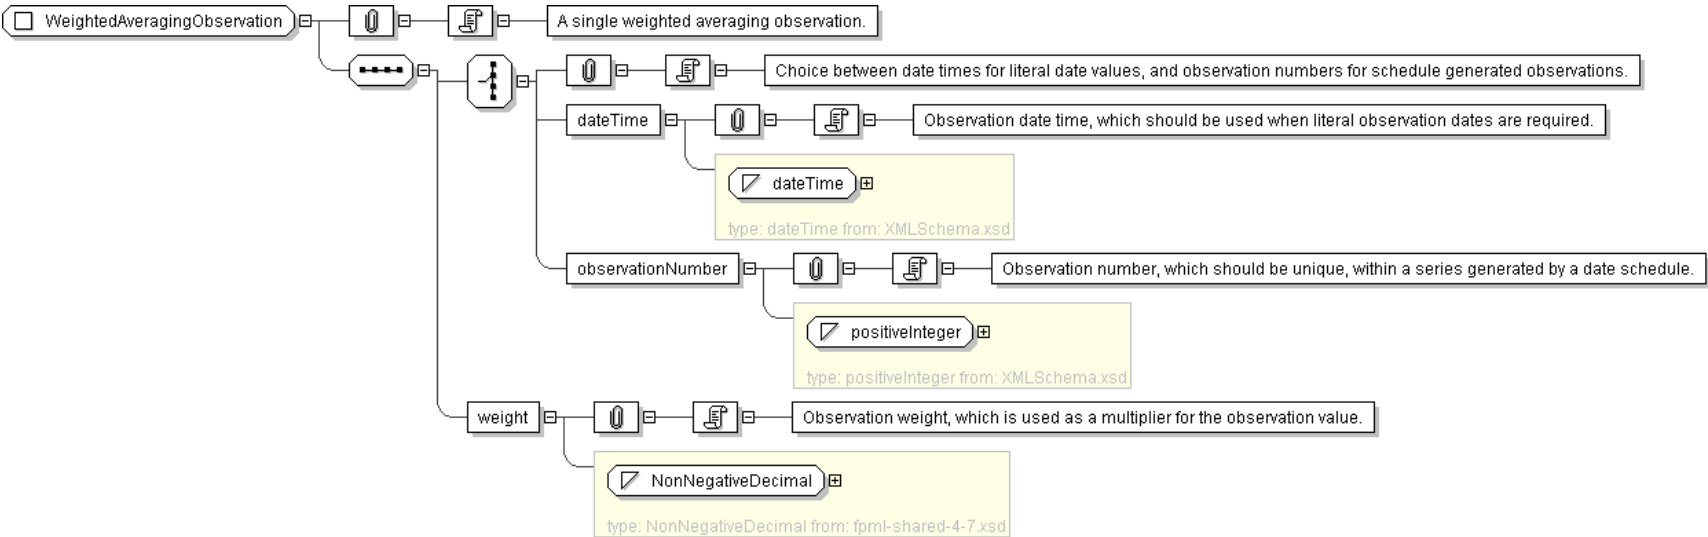 WeightedAveragingObservation
A single weighted averaging observation.
Choice between date times for literal date values, and observation numbers for schedule generated observations.
dateTime
Observation date time, which should be used when literal observation dates are required.
dateTime
type: dateTime from: XMLSchema.xsd
observationNumber
Observation number, which should be unique, within a series generated by a date schedule.
positiveInteger
type: positiveInteger from: XMLSchema.xsd
weight
Observation weight, which is used as a multiplier for the observation value.
NonNegativeDecimal
type: NonNegativeDecimal from: fpml-shared-4-7.xsd